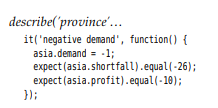 describe('province'…
it('negative demand', function() {
asia.demand = -1;
expect(asia.shortfall).equal(-26);
expect(asia.profit).equal(-10);
});